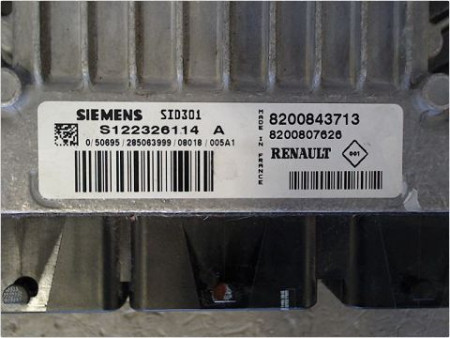 SIEMENS SID301
S122326114 A
0/50695/285063999/08018/005A1
MADE IN FRANCE
8200843713
8200807626
RENAULT